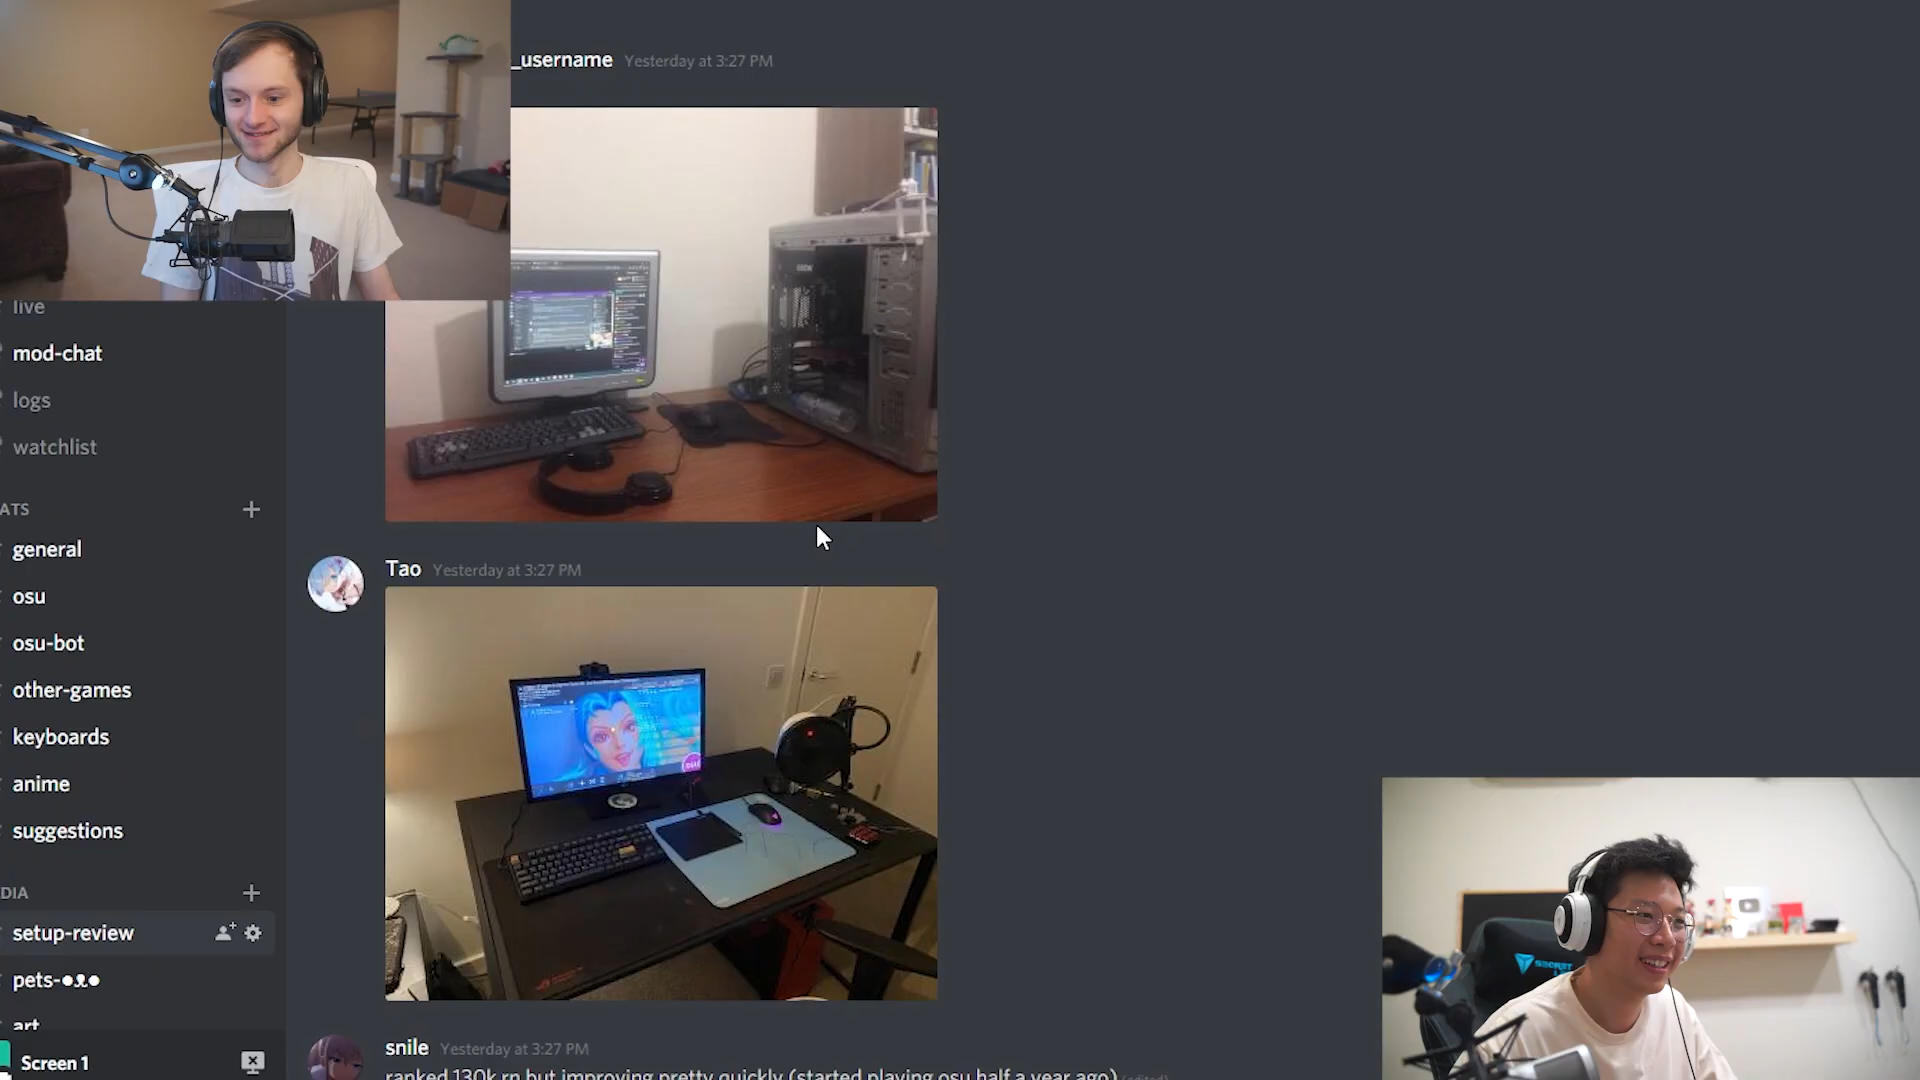 _username Yesterday at 3:27 PM
live
mod-chat
logs
watchlist
ATS
general
osu
osu-bot
other-games
keyboards
anime
suggestions
DIA
setup-review
pets-●ᴥ●
art
Screen 1
Tao Yesterday at 3:27 PM
snile Yesterday at 3:27 PM
ranked 130k rn but improving pretty quickly (started playing osu half a year ago) (edited)
SECRET